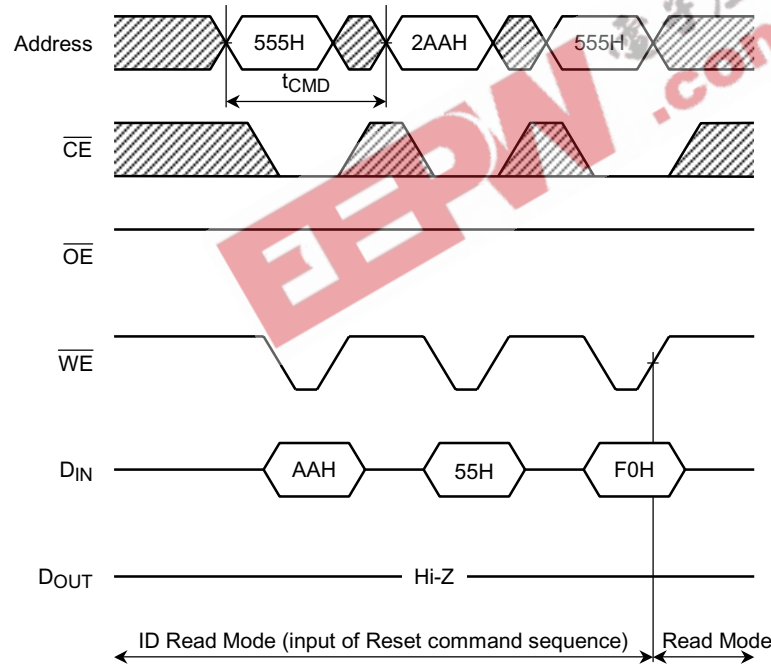 Address 555H 2AAH 555H
tCMD
CE
OE
WE
DIN AAH 55H F0H
DOUT Hi-Z
ID Read Mode (input of Reset command sequence) Read Mode
EEPW
.com